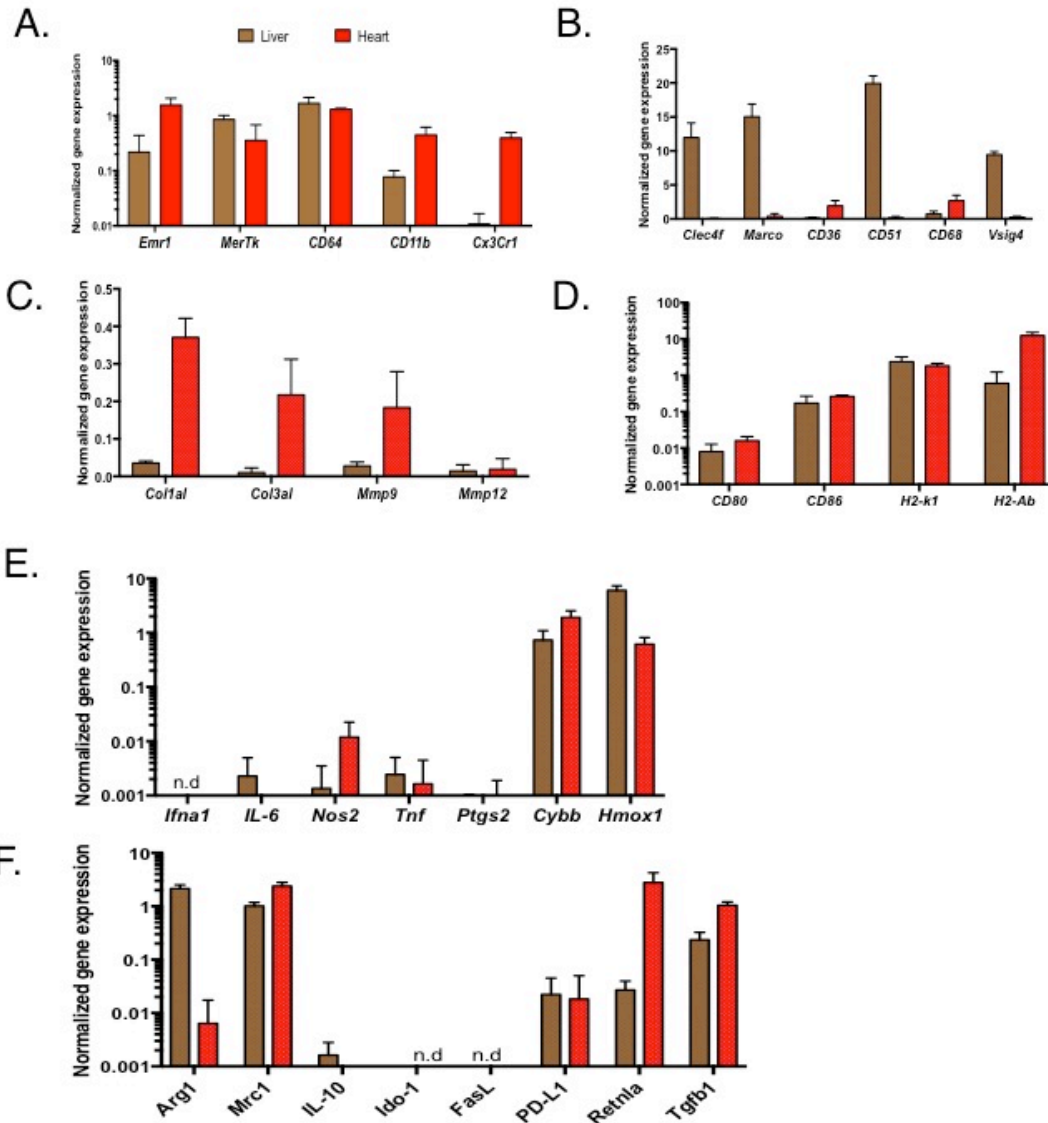 A.
Liver Heart
Normalized gene expression
10
1
0.1
0.01
Emr1 MerTk CD64 CD11b Cx3Cr1
B.
Normalized gene expression
25
20
15
10
5
0
Clec4f Marco CD36 CD51 CD68 Vsig4
C.
Normalized gene expression
0.5
0.4
0.3
0.2
0.1
0.0
Col1al Col3al Mmp9 Mmp12
D.
Normalized gene expression
100
10
1
0.1
0.01
0.001
CD80 CD86 H2-k1 H2-Ab
E.
Normalized gene expression
10
1
0.1
0.01
0.001
n.d
Ifna1 IL-6 Nos2 Tnf Ptgs2 Cybb Hmox1
F.
Normalized gene expression
10
1
0.1
0.01
0.001
n.d n.d
Arg1 Mrc1 IL-10 Ido-1 FasL PD-L1 Retnla Tgfb1